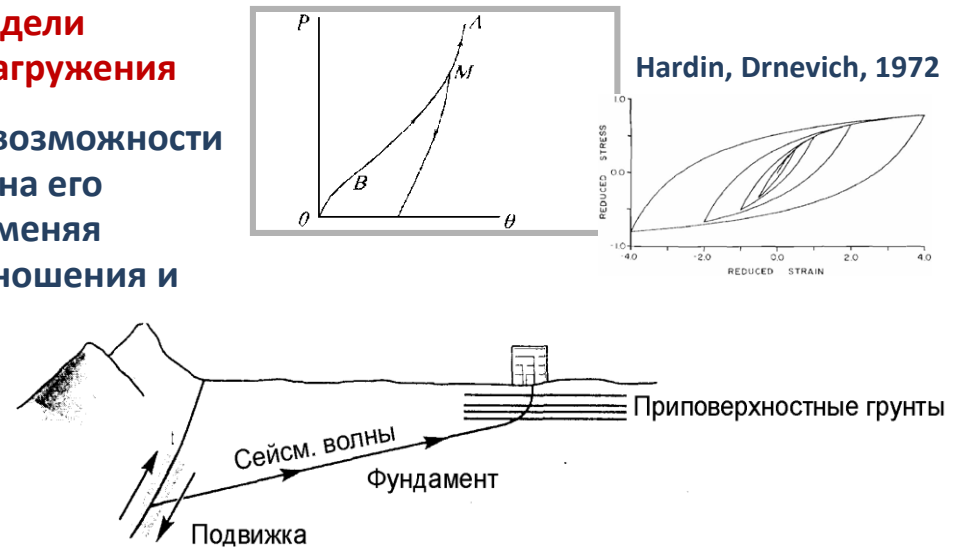 дели
агружения
возможности
на его
меняя
ношения и
P
A
M
B
0
θ
Hardin, Drnevich, 1972
REDUCED STRESS
1.0
0.0
-1.0
-4.0 -2.0 0.0 2.0 4.0
REDUCED STRAIN
Приповерхностные грунты
Сейсм. волны
Фундамент
Подвижка